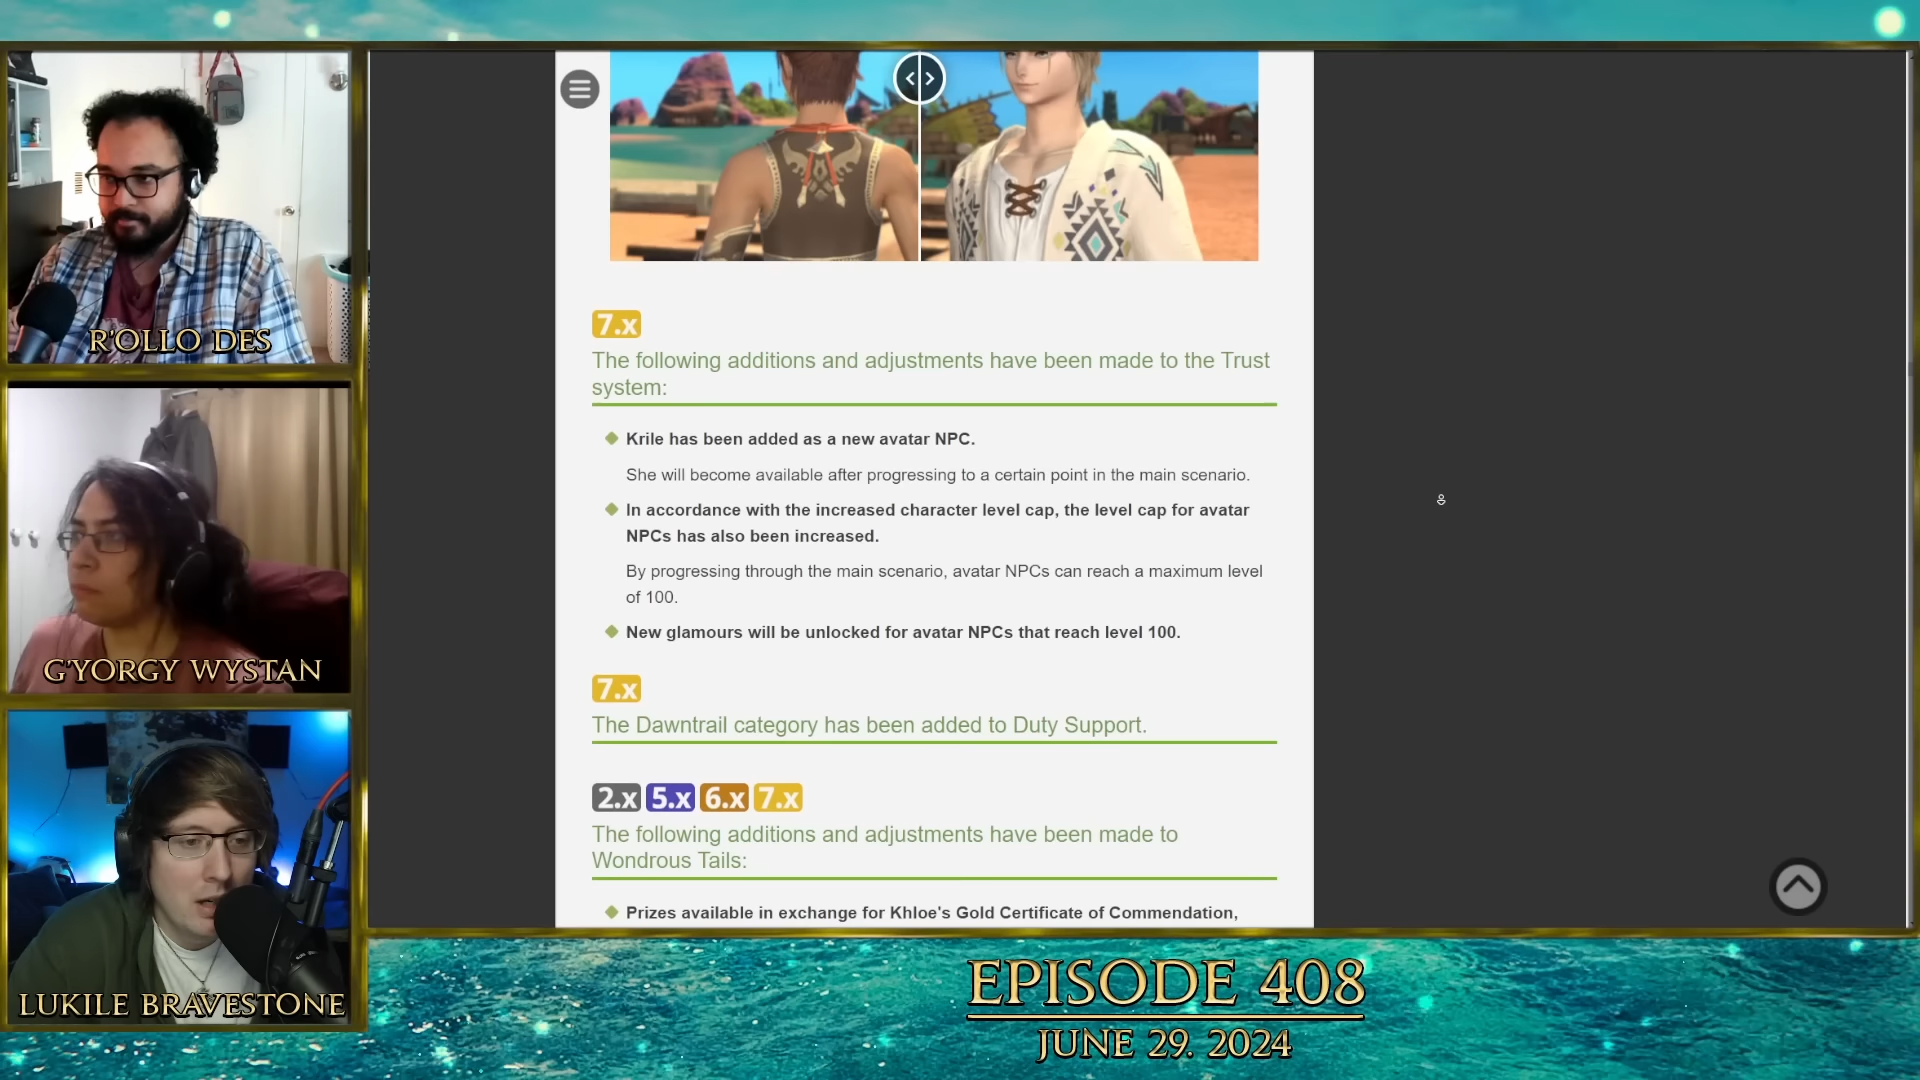 R'OLLO DES
G'YORGY WYSTAN
LUKILE BRAVESTONE
7.x
The following additions and adjustments have been made to the Trust
system:
Krile has been added as a new avatar NPC.
She will become available after progressing to a certain point in the main scenario.
In accordance with the increased character level cap, the level cap for avatar
NPCs has also been increased.
By progressing through the main scenario, avatar NPCs can reach a maximum level
of 100.
New glamours will be unlocked for avatar NPCs that reach level 100.
7.x
The Dawntrail category has been added to Duty Support.
2.x 5.x 6.x 7.x
The following additions and adjustments have been made to
Wondrous Tails:
Prizes available in exchange for Khloe's Gold Certificate of Commendation,
EPISODE 408
JUNE 29. 2024